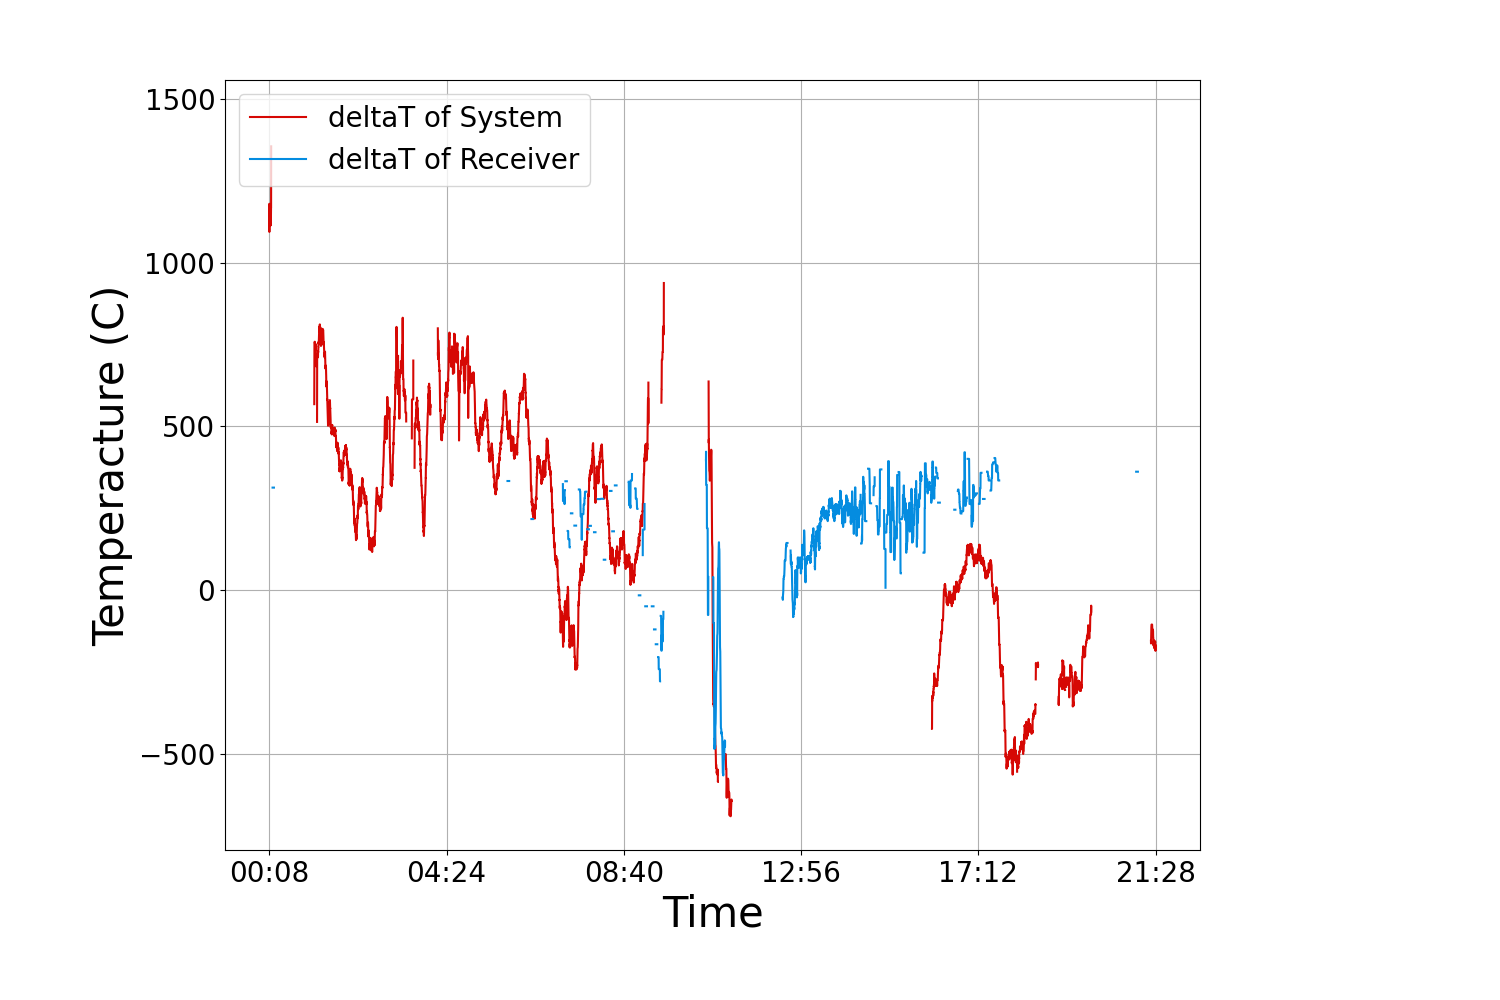 1500
1000
500
0
−500
Temperacture (C)
deltaT of System
deltaT of Receiver
00:08 04:24 08:40 12:56 17:12 21:28
Time